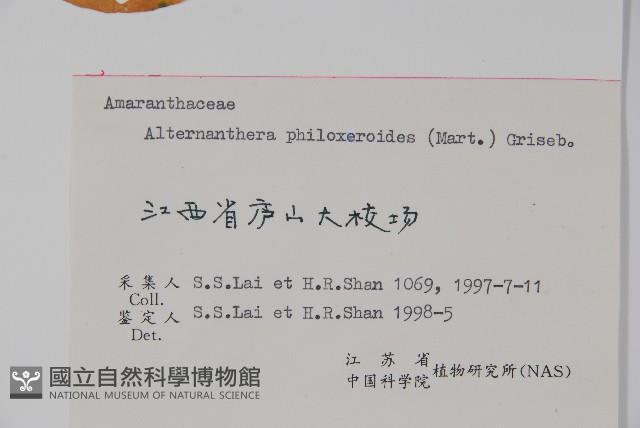 Amaranthaceae
Alternanthera philoxeroides (Mart.) Griseb.
江西省庐山大校场
采集人 S.S.Lai et H.R.Shan 1069, 1997-7-11
Coll.
鉴定人 S.S.Lai et H.R.Shan 1998-5
Det.
江苏省
中国科学院 植物研究所(NAS)
國立自然科學博物館
NATIONAL MUSEUM OF NATURAL SCIENCE